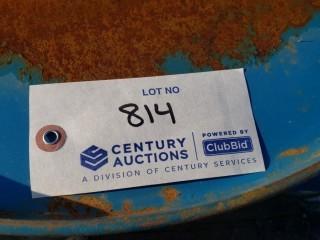 LOT NO
814
CENTURY
AUCTIONS
POWERED BY
ClubBid
A DIVISION OF CENTURY SERVICES